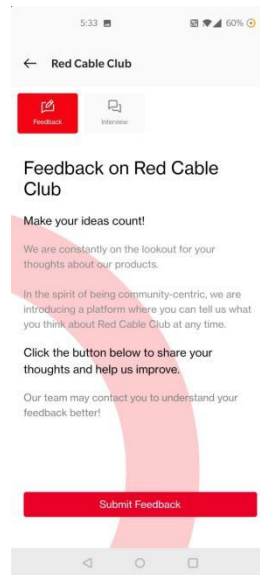 5:33
60%
Red Cable Club
Feedback
Interview
Feedback on Red Cable
Club
Make your ideas count!
We are constantly on the lookout for your
thoughts about our products.
In the spirit of being community-centric, we are
introducing a platform where you can tell us what
you think about Red Cable Club at any time.
Click the button below to share your
thoughts and help us improve.
Our team may contact you to understand your
feedback better!
Submit Feedback